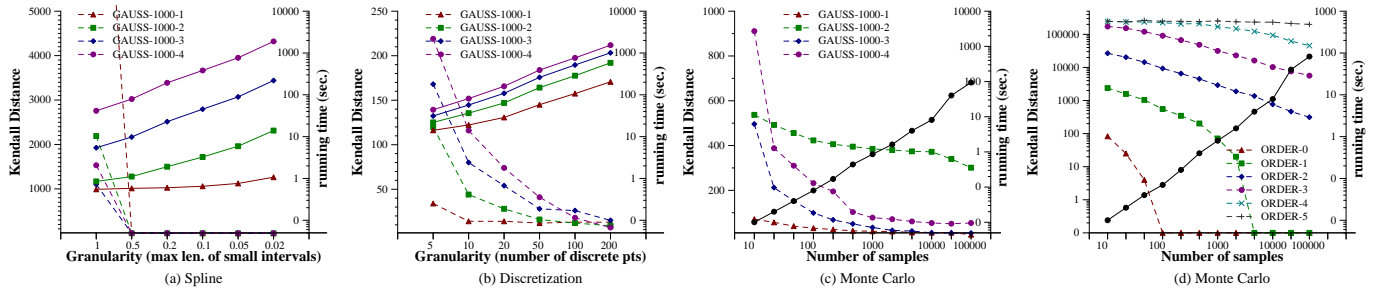 GAUSS-1000-1
GAUSS-1000-2
GAUSS-1000-3
GAUSS-1000-4
Kendall Distance
5000
4000
3000
2000
1000
10000
1000
100
10
1
0
running time (sec.)
1 0.5 0.2 0.1 0.05 0.02
Granularity (max len. of small intervals)
(a) Spline
GAUSS-1000-1
GAUSS-1000-2
GAUSS-1000-3
GAUSS-1000-4
Kendall Distance
250
200
150
100
50
10000
1000
100
10
1
0
running time (sec.)
5 10 20 50 100 200
Granularity (number of discrete pts)
(b) Discretization
GAUSS-1000-1
GAUSS-1000-2
GAUSS-1000-3
GAUSS-1000-4
Kendall Distance
1000
800
600
400
200
10000
1000
100
10
1
0
0
running time (sec.)
10 100 1000 10000 100000
Number of samples
(c) Monte Carlo
Kendall Distance
100000
10000
1000
100
10
1
0
10000
1000
100
10
1
0
0
running time (sec.)
ORDER-0
ORDER-1
ORDER-2
ORDER-3
ORDER-4
ORDER-5
10 100 1000 10000 100000
Number of samples
(d) Monte Carlo